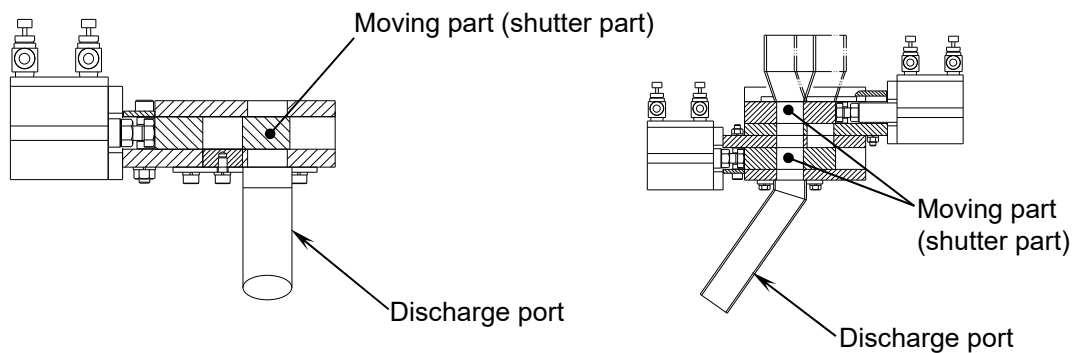 Moving part (shutter part)
Discharge port
Moving part
(shutter part)
Discharge port